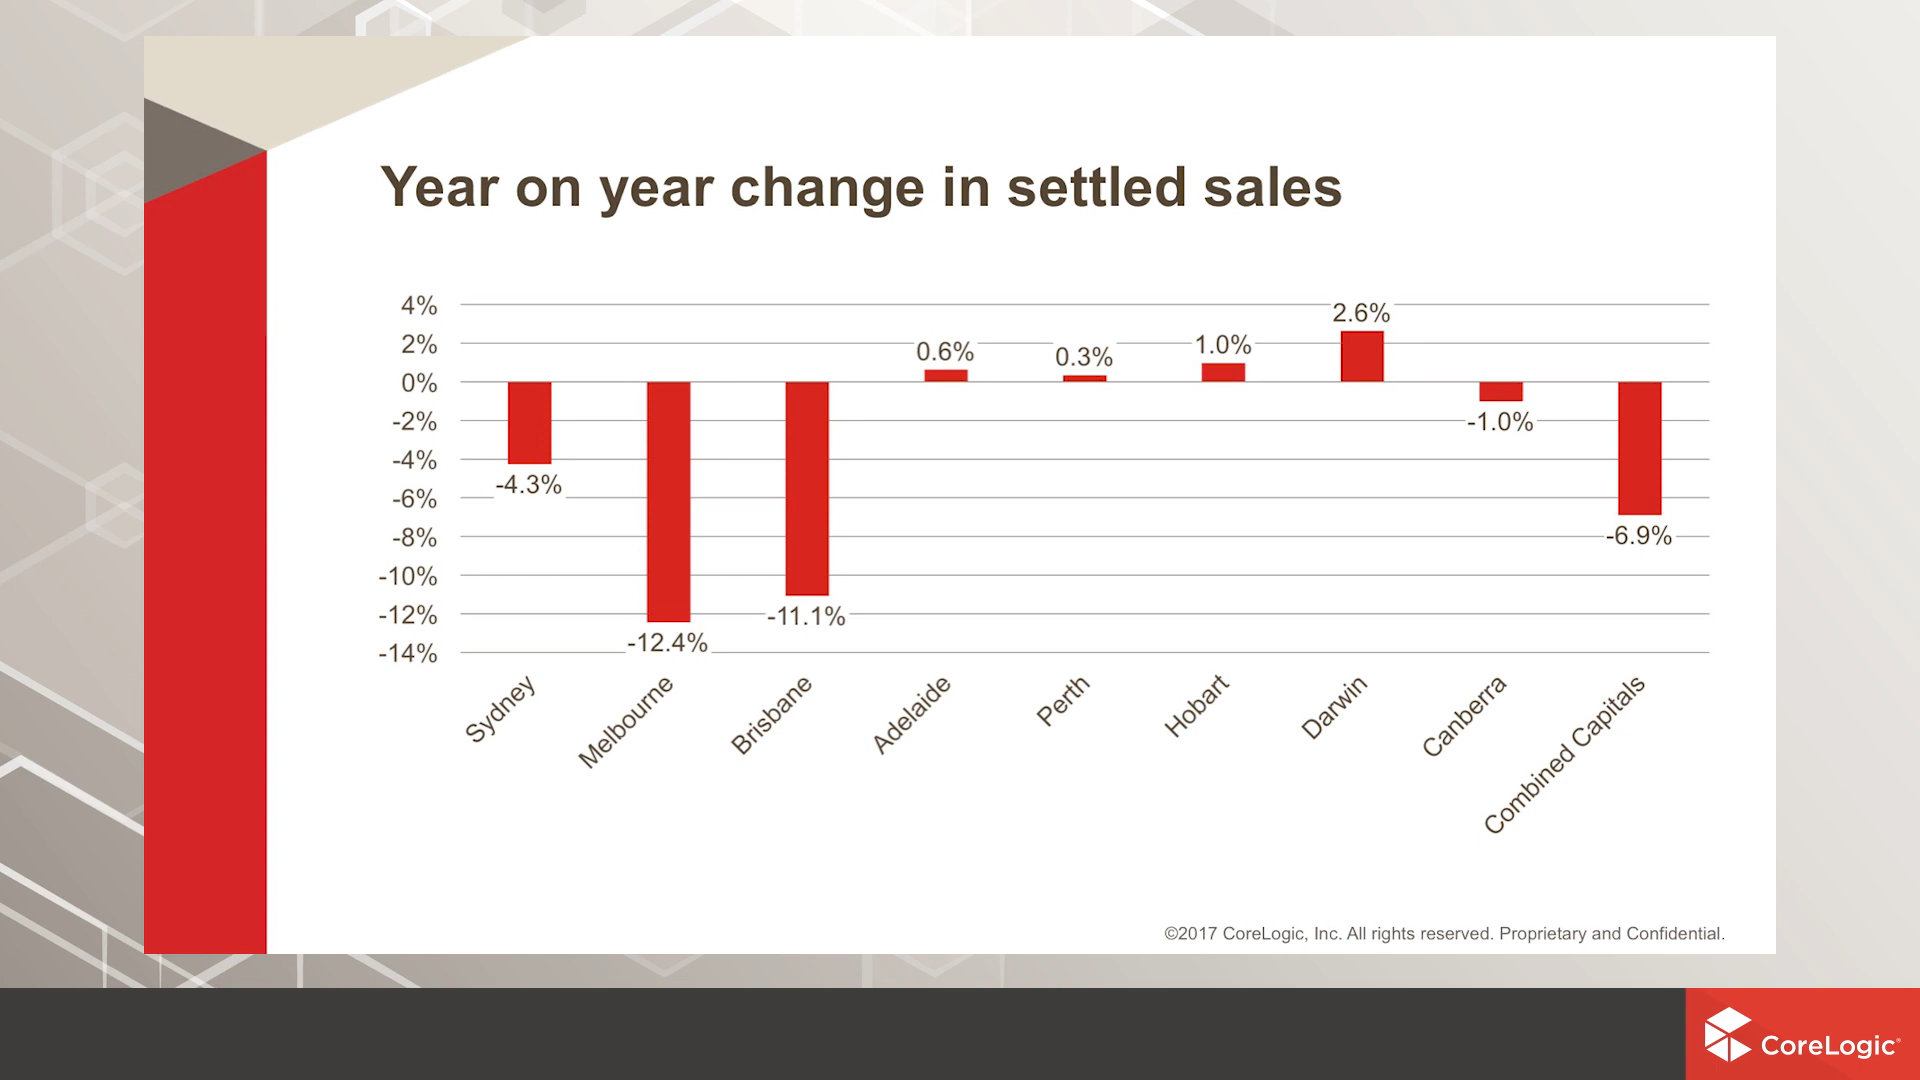 Year on year change in settled sales
4%
2%
0%
-2%
-4%
-6%
-8%
-10%
-12%
-14%
-4.3%
-12.4%
-11.1%
0.6%
0.3%
1.0%
2.6%
-1.0%
-6.9%
Sydney
Melbourne
Brisbane
Adelaide
Perth
Hobart
Darwin
Canberra
Combined Capitals
©2017 CoreLogic, Inc. All rights reserved. Proprietary and Confidential.
CoreLogic